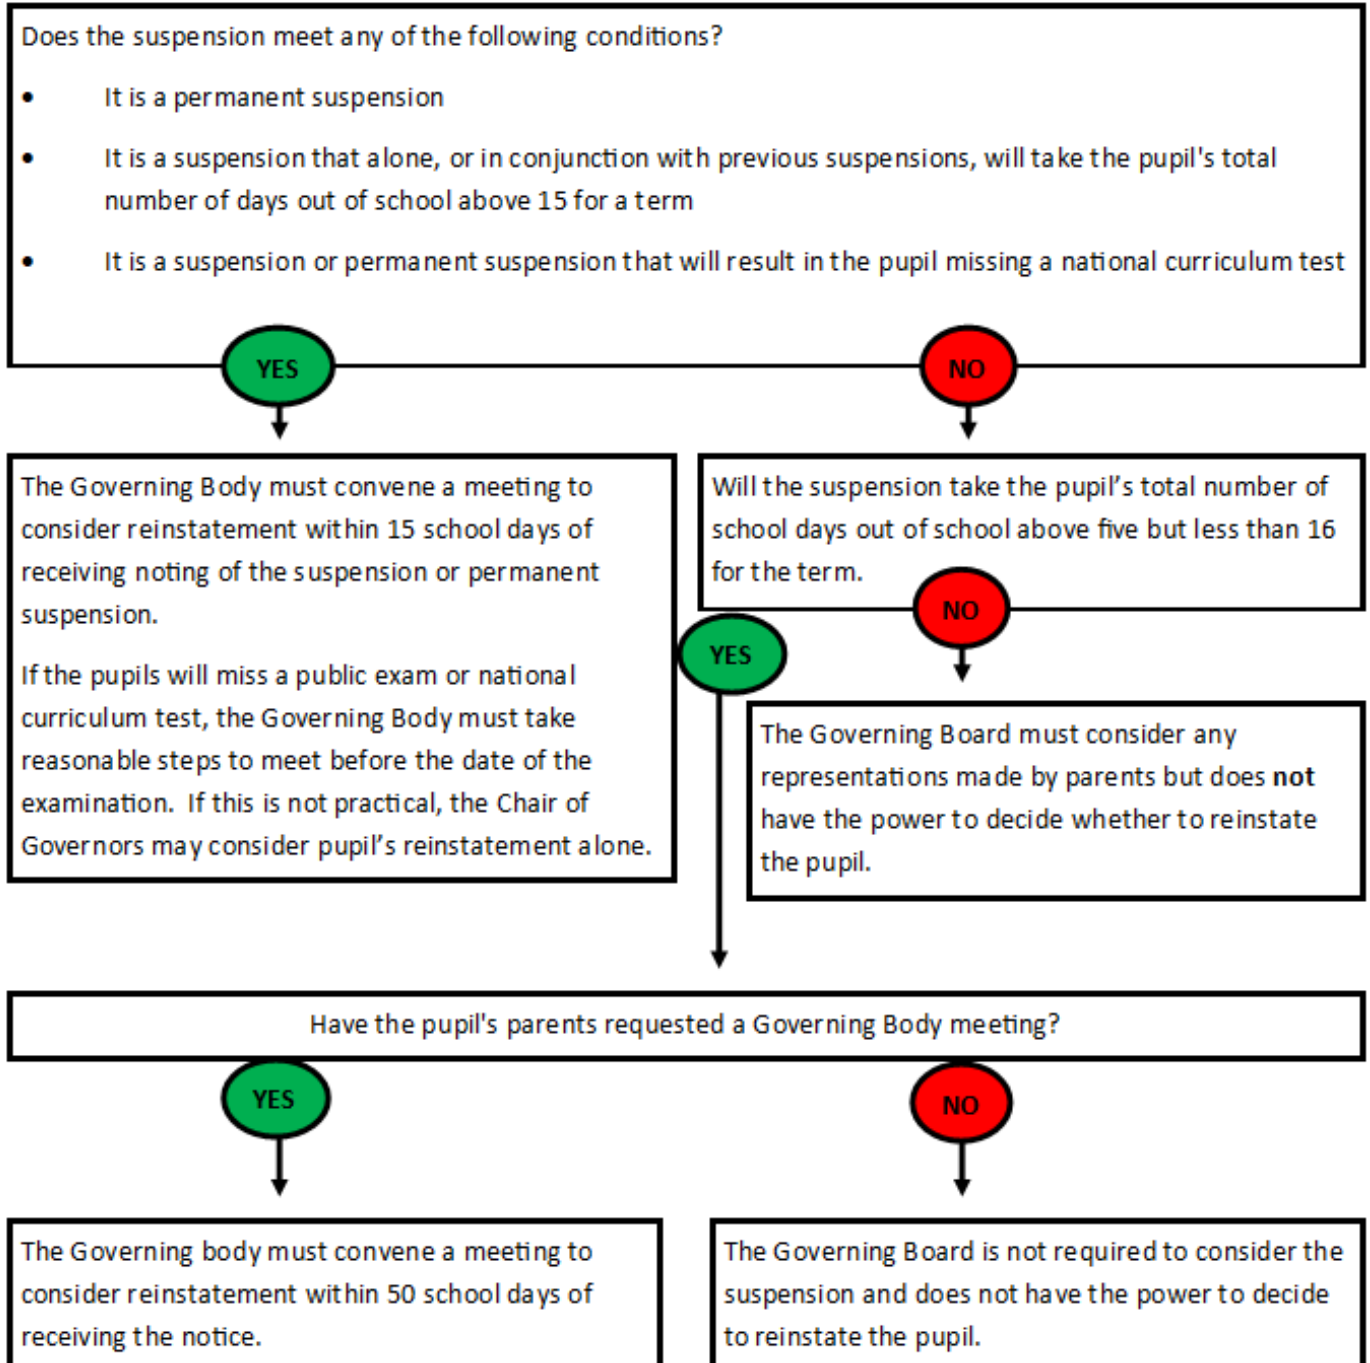 Does the suspension meet any of the following conditions?
• It is a permanent suspension
• It is a suspension that alone, or in conjunction with previous suspensions, will take the pupil's total
number of days out of school above 15 for a term
• It is a suspension or permanent suspension that will result in the pupil missing a national curriculum test
YES
NO
The Governing Body must convene a meeting to
consider reinstatement within 15 school days of
receiving noting of the suspension or permanent
suspension.
If the pupils will miss a public exam or national
curriculum test, the Governing Body must take
reasonable steps to meet before the date of the
examination.  If this is not practical, the Chair of
Governors may consider pupil’s reinstatement alone.
Will the suspension take the pupil’s total number of
school days out of school above five but less than 16
for the term.
NO
YES
The Governing Board must consider any
representations made by parents but does not
have the power to decide whether to reinstate
the pupil.
Have the pupil's parents requested a Governing Body meeting?
YES
NO
The Governing body must convene a meeting to
consider reinstatement within 50 school days of
receiving the notice.
The Governing Board is not required to consider the
suspension and does not have the power to decide
to reinstate the pupil.